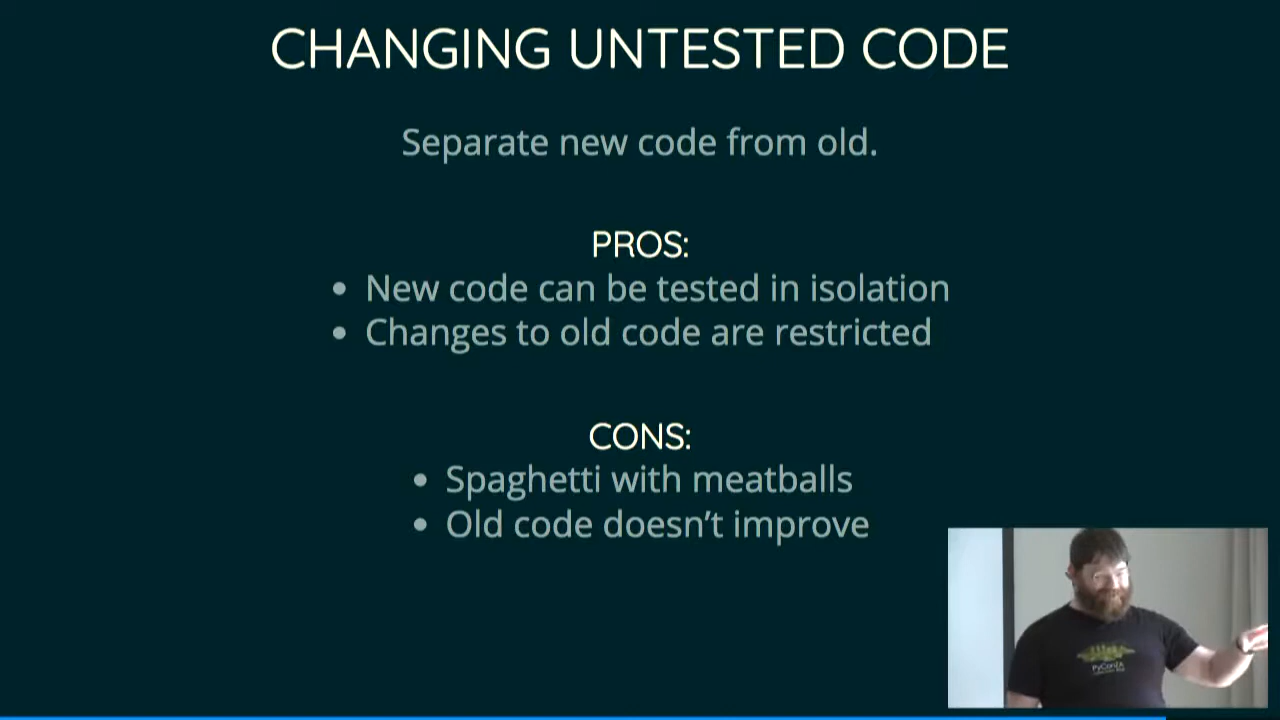 CHANGING UNTESTED CODE
Separate new code from old.
PROS:
• New code can be tested in isolation
• Changes to old code are restricted
CONS:
• Spaghetti with meatballs
• Old code doesn’t improve
PyConZA